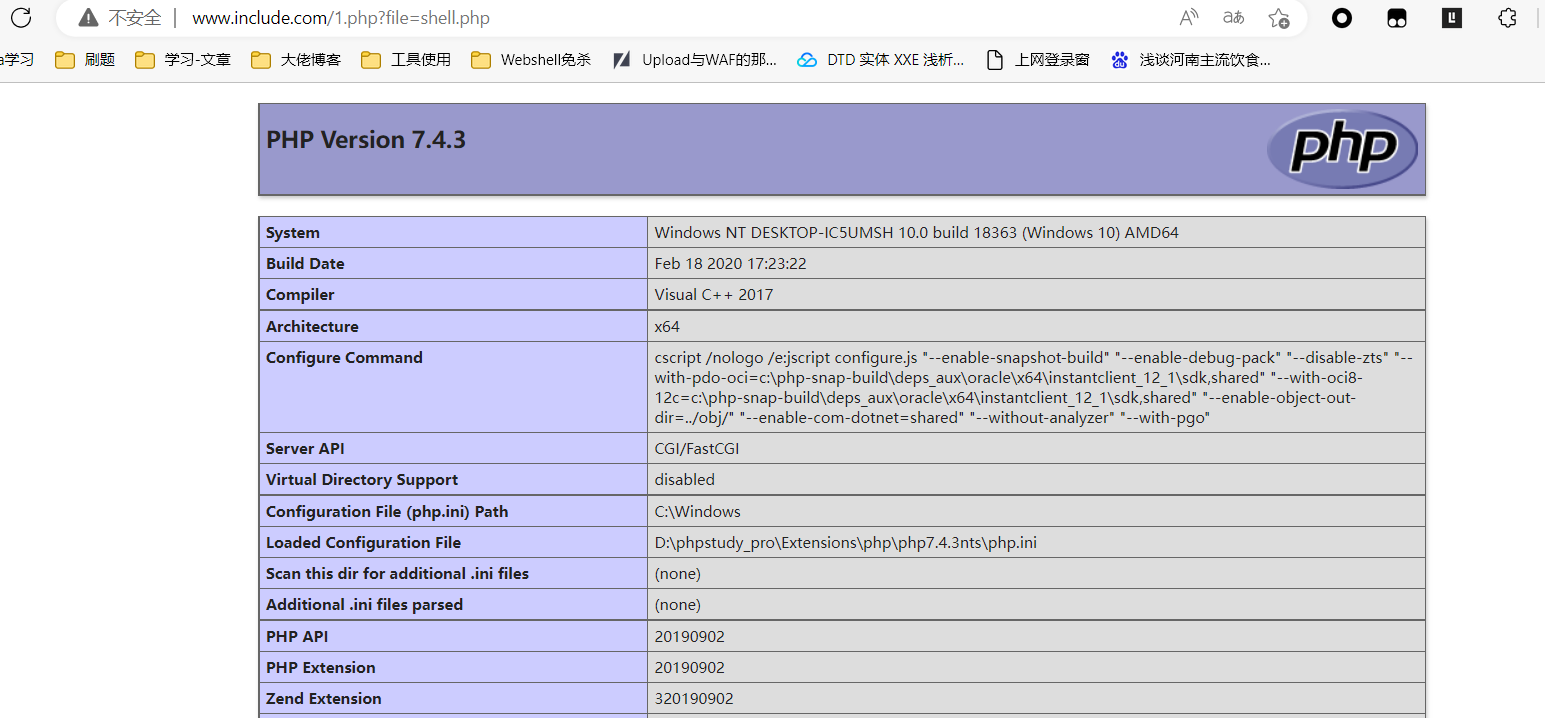 不安全 www.include.com/1.php?file=shell.php A あ
学习 刷题 学习-文章 大佬博客 工具使用 Webshell免杀 Upload与WAF的那... DTD 实体 XXE 浅析... 上网登录窗 浅谈河南主流饮食...
PHP Version 7.4.3 php
System Windows NT DESKTOP-IC5UMSH 10.0 build 18363 (Windows 10) AMD64
Build Date Feb 18 2020 17:23:22
Compiler Visual C++ 2017
Architecture x64
Configure Command cscript /nologo /e:jscript configure.js "--enable-snapshot-build" "--enable-debug-pack" "--disable-zts" "--
with-pdo-oci=c:\php-snap-build\deps_aux\oracle\x64\instantclient_12_1\sdk,shared" "--with-oci8-
12c=c:\php-snap-build\deps_aux\oracle\x64\instantclient_12_1\sdk,shared" "--enable-object-out-
dir=../obj/" "--enable-com-dotnet=shared" "--without-analyzer" "--with-pgo"
Server API CGI/FastCGI
Virtual Directory Support disabled
Configuration File (php.ini) Path C:\Windows
Loaded Configuration File D:\phpstudy_pro\Extensions\php\php7.4.3nts\php.ini
Scan this dir for additional .ini files (none)
Additional .ini files parsed (none)
PHP API 20190902
PHP Extension 20190902
Zend Extension 320190902